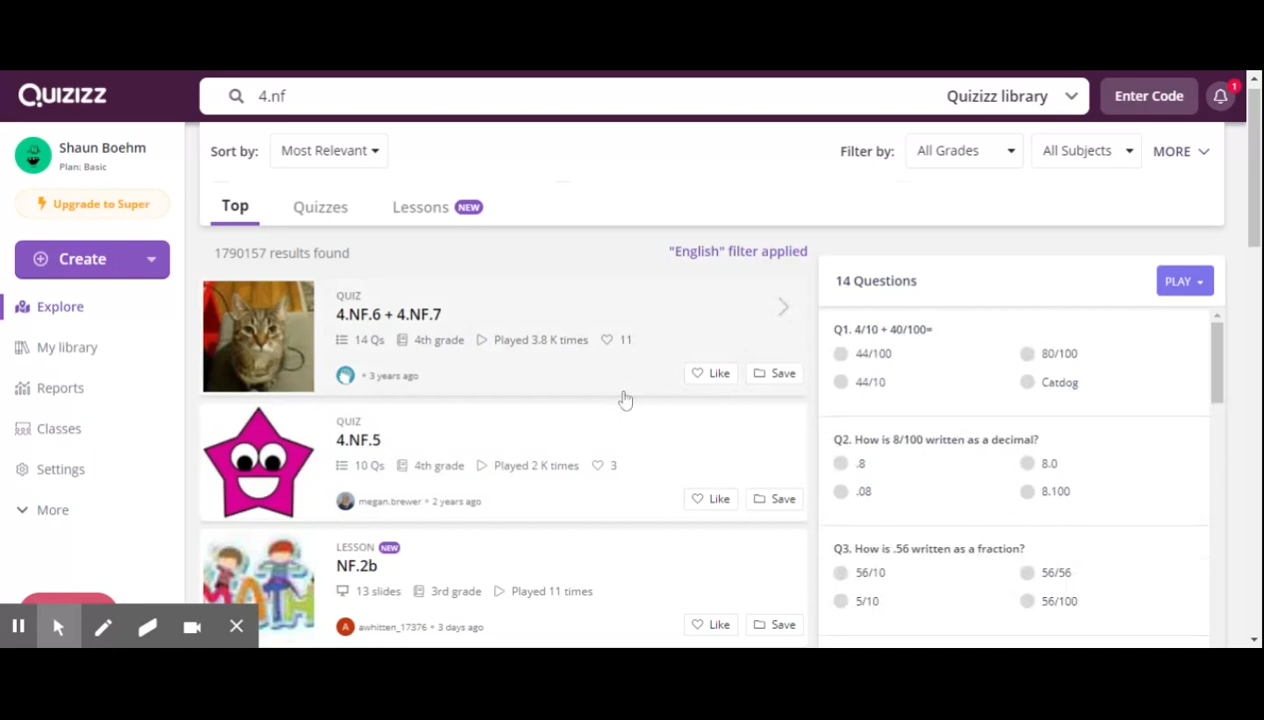 QUIZIZZ
4.nf
Quizizz library
Enter Code
1
Shaun Boehm
Plan: Basic
Upgrade to Super
Create
Explore
My library
Reports
Classes
Settings
More
Sort by: Most Relevant
Filter by: All Grades All Subjects MORE
Top Quizzes Lessons NEW
1790157 results found
"English" filter applied
QUIZ
4.NF.6 + 4.NF.7
14 Qs 4th grade Played 3.8 K times 11
• 3 years ago
Like Save
QUIZ
4.NF.5
10 Qs 4th grade Played 2 K times 3
megan.brewer • 2 years ago
Like Save
MATH
LESSON NEW
NF.2b
13 slides 3rd grade Played 11 times
A awhitten_17376 • 3 days ago
Like Save
14 Questions PLAY
Q1. 4/10 + 40/100=
44/100 80/100
44/10 Catdog
Q2. How is 8/100 written as a decimal?
.8 8.0
.08 8.100
Q3. How is .56 written as a fraction?
56/10 56/56
5/10 56/100